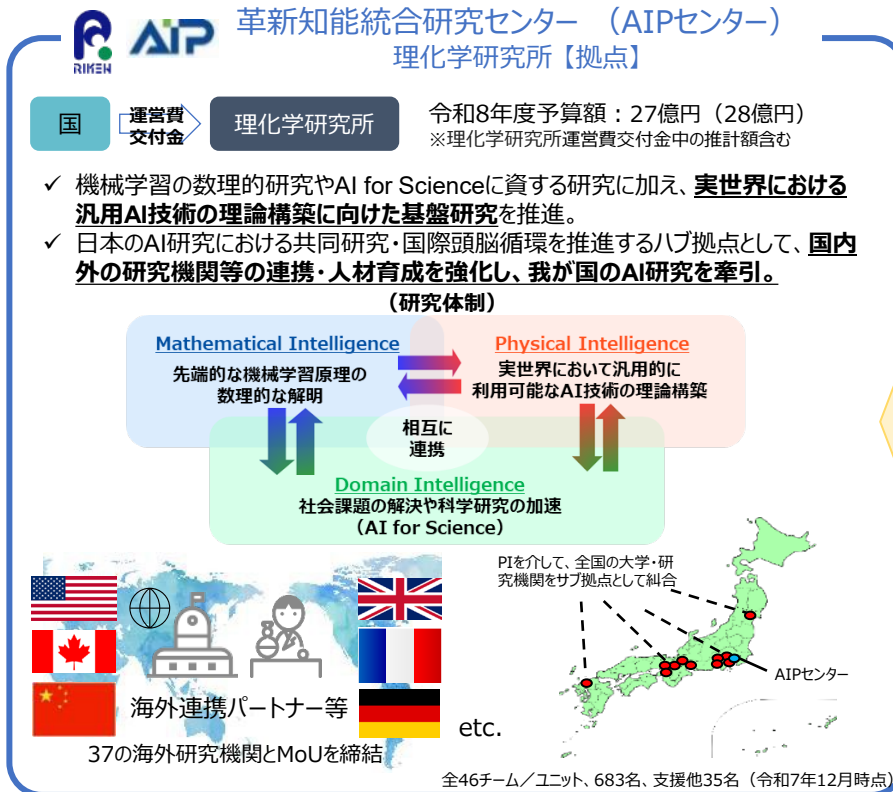 RIKEN
AIP
革新知能統合研究センター （AIPセンター）
理化学研究所【拠点】
国
運営費
交付金
理化学研究所
令和8年度予算額：27億円（28億円）
※理化学研究所運営費交付金中の推計額含む
✓ 機械学習の数理的研究やAI for Scienceに資する研究に加え、実世界における
汎用AI技術の理論構築に向けた基盤研究を推進。
✓ 日本のAI研究における共同研究・国際頭脳循環を推進するハブ拠点として、国内
外の研究機関等の連携・人材育成を強化し、我が国のAI研究を牽引。
（研究体制）
Mathematical Intelligence
先端的な機械学習原理の
数理的な解明
Physical Intelligence
実世界において汎用的に
利用可能なAI技術の理論構築
相互に
連携
Domain Intelligence
社会課題の解決や科学研究の加速
（AI for Science）
PIを介して、全国の大学・研
究機関をサブ拠点として糾合
AIPセンター
海外連携パートナー等
etc.
37の海外研究機関とMoUを締結
全46チーム／ユニット、683名、支援他35名（令和7年12月時点）